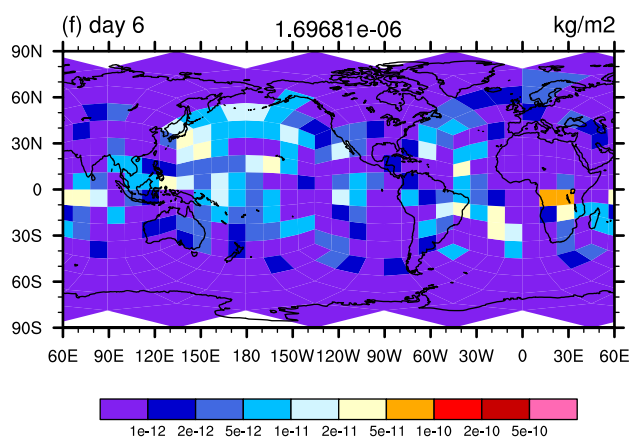 (f) day 6 1.69681e-06 kg/m2
90N
60N
30N
0
30S
60S
90S
60E 90E 120E 150E 180 150W 120W 90W 60W 30W 0 30E 60E
1e-12 2e-12 5e-12 1e-11 2e-11 5e-11 1e-10 2e-10 5e-10